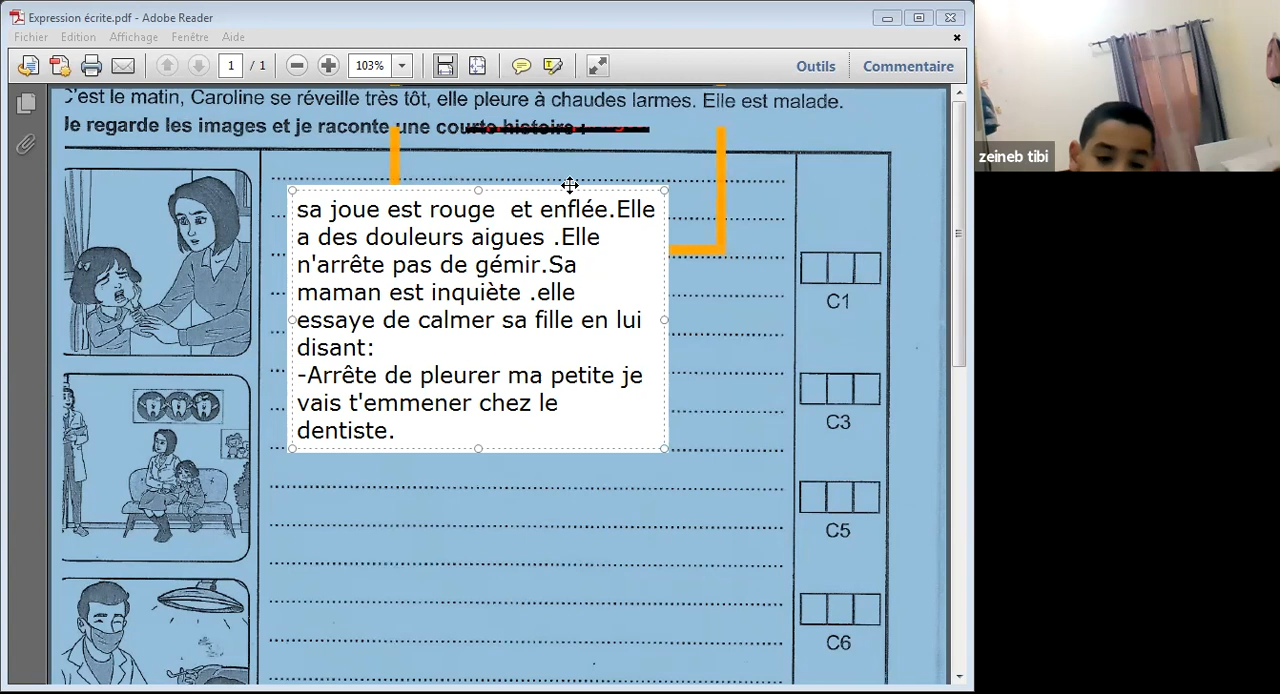 Expression écrite.pdf - Adobe Reader
Fichier Edition Affichage Fenêtre Aide
1 / 1 103% Outils Commentaire
C'est le matin, Caroline se réveille très tôt, elle pleure à chaudes larmes. Elle est malade.
Je regarde les images et je raconte une courte histoire :
zeineb tibi
sa joue est rouge et enflée.Elle
a des douleurs aigues .Elle
n'arrête pas de gémir.Sa
maman est inquiète .elle
essaye de calmer sa fille en lui
disant:
-Arrête de pleurer ma petite je
vais t'emmener chez le
dentiste.
C1
C3
C5
C6